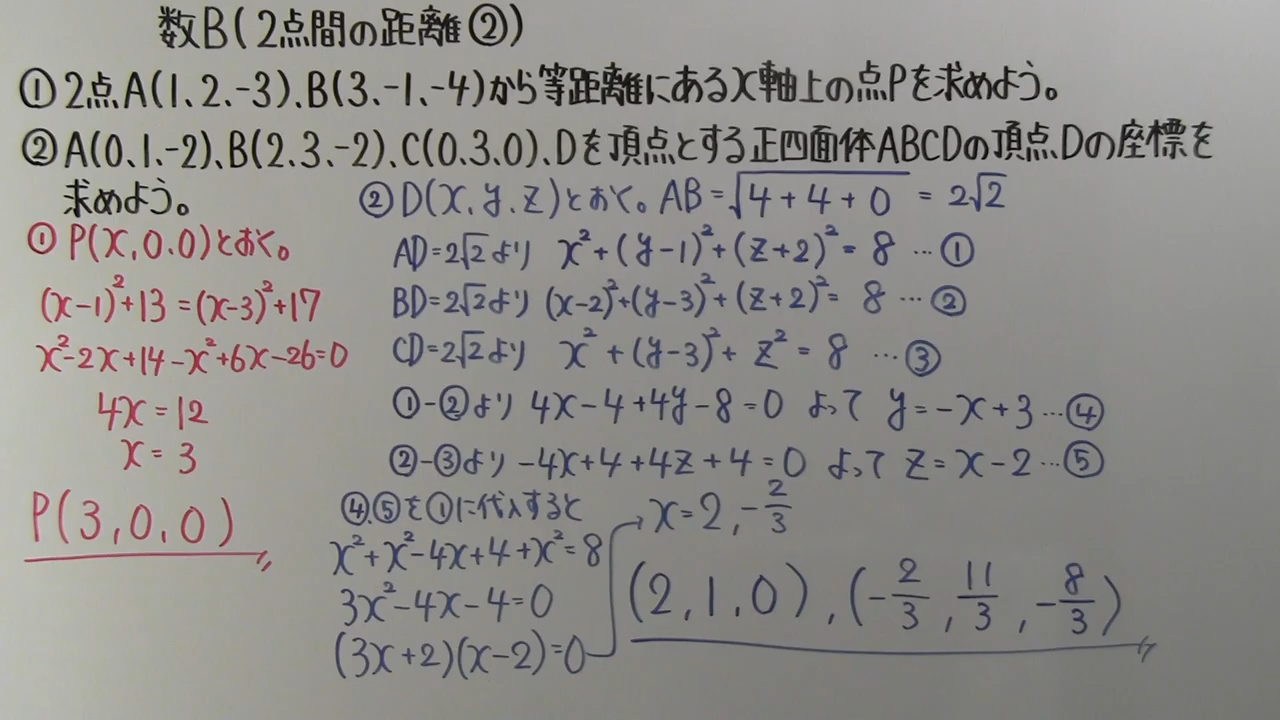 数B(2点間の距離②)
①2点A(1.2.-3).B(3.-1.-4)から等距離にあるx軸上の点Pを求めよう。
②A(0.1.-2).B(2.3.-2).C(0.3.0).Dを頂点とする正四面体ABCDの頂点Dの座標を
求めよう。
① P(x,0.0)とおく。
(x-1)²+13=(x-3)²+17
x²-2x+14-x²+6x-26=0
4x=12
x=3
P(3,0,0)
②D(x.y.z)とおく。AB=√(4+4+0) = 2√2
AD=2√2より x²+(y-1)²+(z+2)²=8 …①
BD=2√2より (x-2)²+(y-3)²+(z+2)²=8 …②
CD=2√2より x²+(y-3)²+z²=8 …③
①-②より 4x-4+4y-8=0 よって y=-x+3…④
②-③より -4x+4+4z+4=0 よって z=x-2…⑤
④.⑤を①に代入すると
x²+x²-4x+4+x²=8
3x²-4x-4=0
(3x+2)(x-2)=0
x=2,-2/3
(2,1,0),(-2/3,11/3,-8/3)